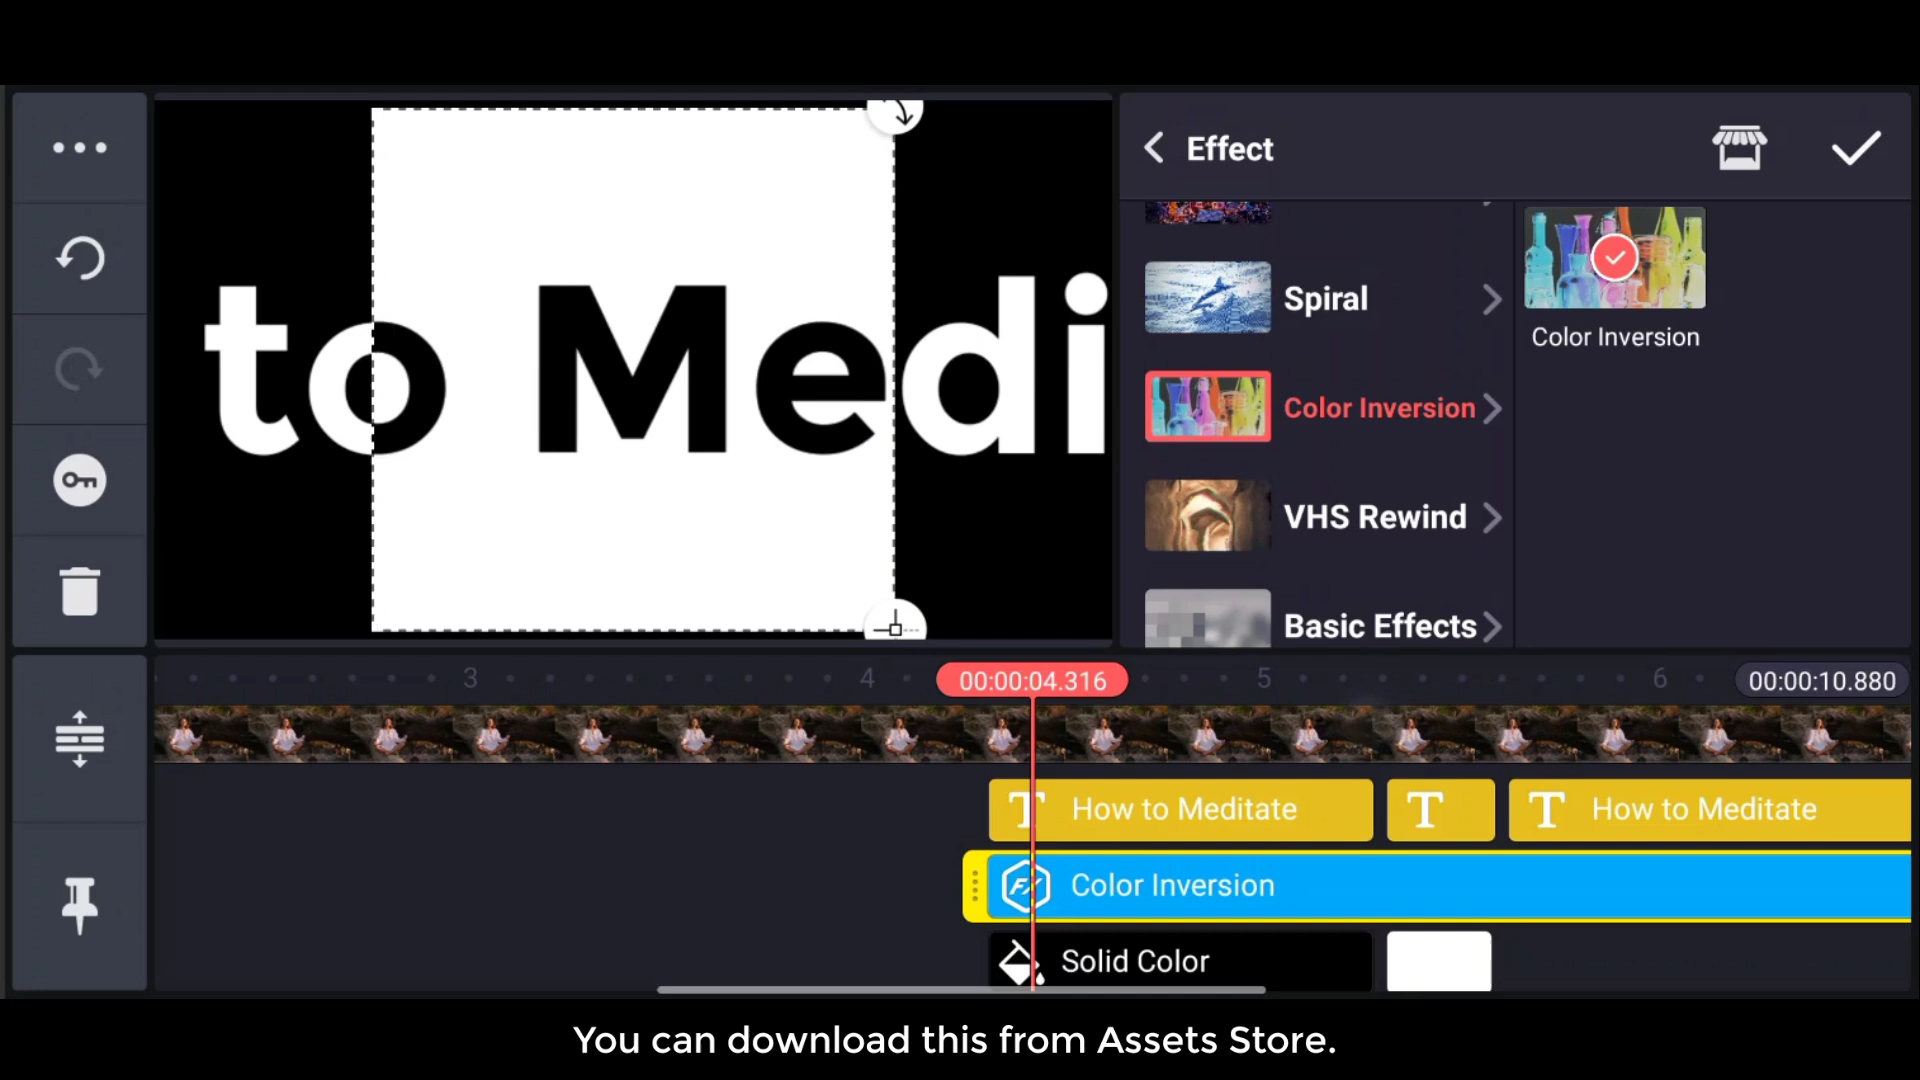 Effect
to Medi
Spiral
Color Inversion
VHS Rewind
Basic Effects
Color Inversion
3
4
00:00:04.316
5
6
00:00:10.880
T How to Meditate
T
T How to Meditate
FX Color Inversion
Solid Color
You can download this from Assets Store.